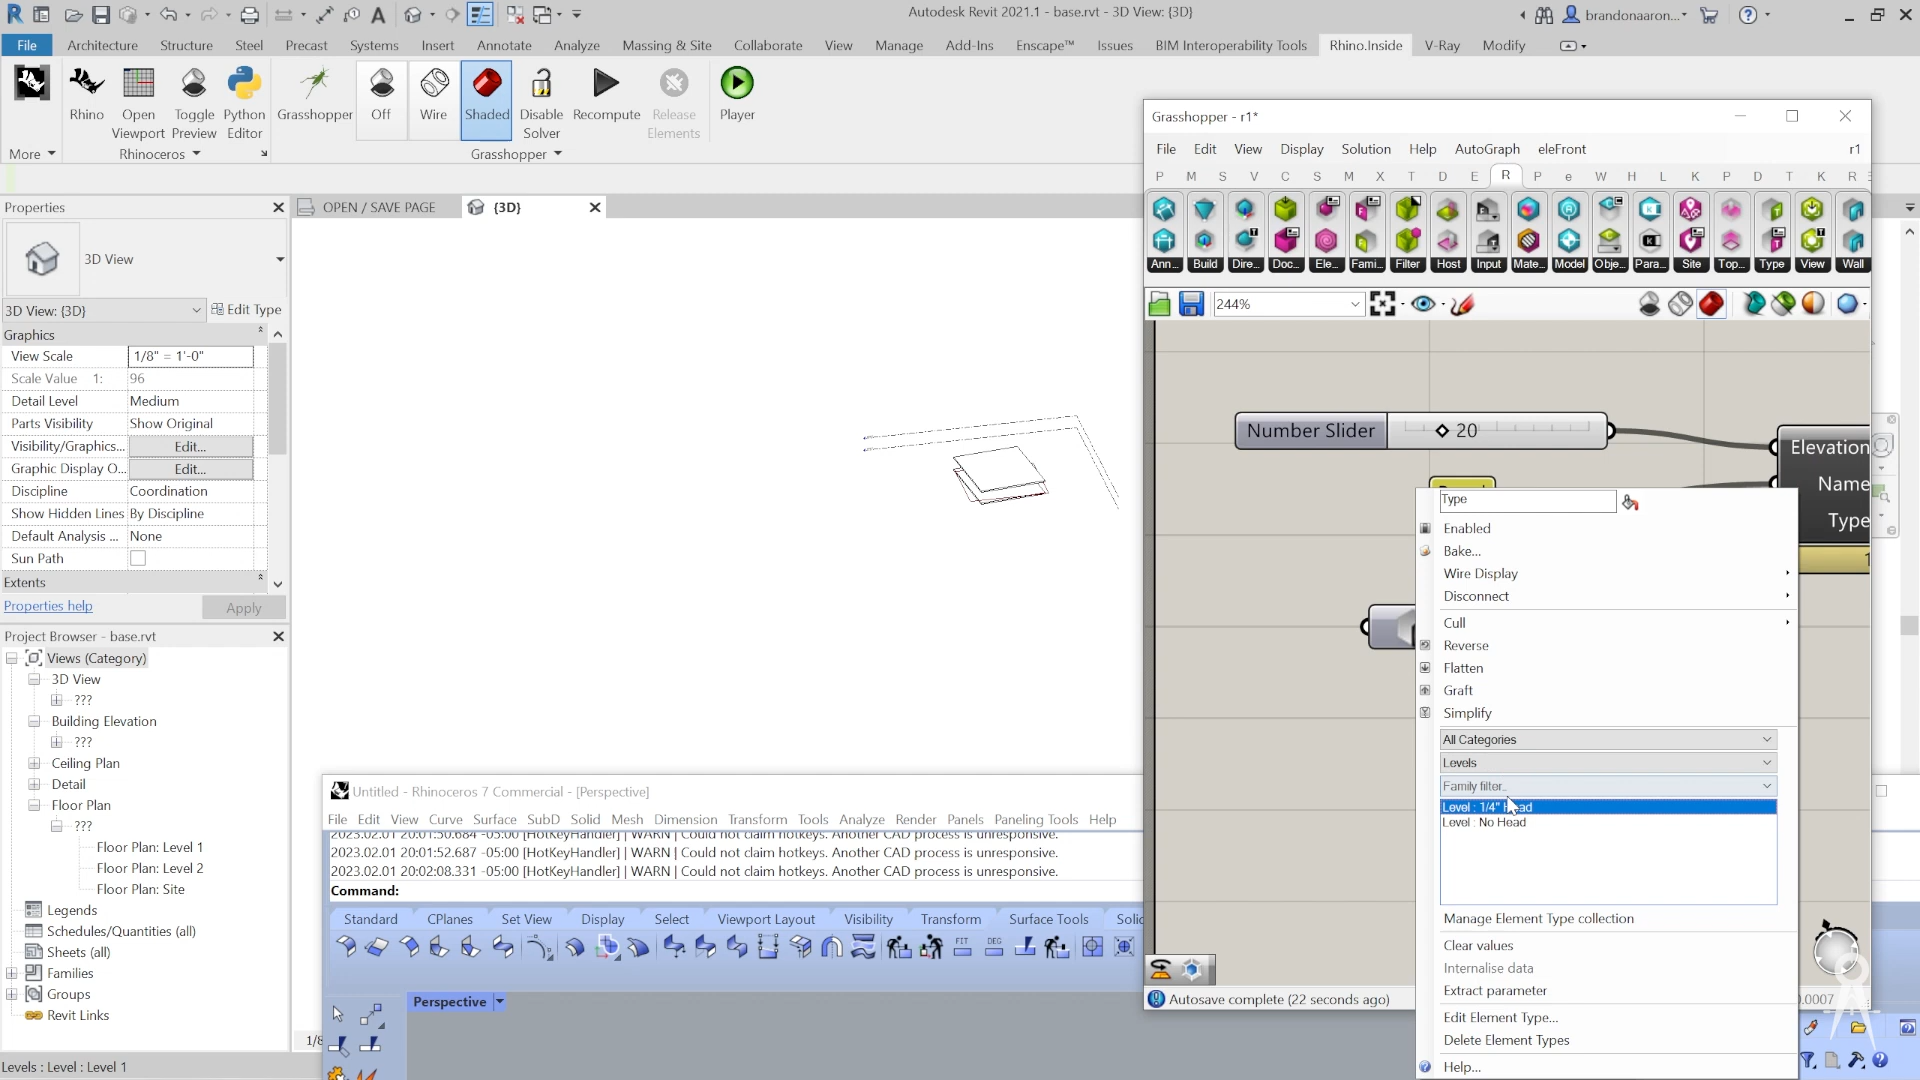 Autodesk Revit 2021.1 - base.rvt - 3D View: {3D}
brandonaaron...
File Architecture Structure Steel Precast Systems Insert Annotate Analyze Massing & Site Collaborate View Manage Add-Ins Enscape™ Issues BIM Interoperability Tools Rhino.Inside V-Ray Modify
Rhino Open Viewport Toggle Preview Python Editor Grasshopper Off Wire Shaded Disable Solver Recompute Release Elements Player
More Rhinoceros Grasshopper
Properties
OPEN / SAVE PAGE
{3D}
3D View
3D View: {3D}
Edit Type
Graphics
View Scale 1/8" = 1'-0"
Scale Value 1: 96
Detail Level Medium
Parts Visibility Show Original
Visibility/Graphics... Edit...
Graphic Display O... Edit...
Discipline Coordination
Show Hidden Lines By Discipline
Default Analysis ... None
Sun Path
Extents
Properties help
Apply
Project Browser - base.rvt
Views (Category)
3D View
???
Building Elevation
???
Ceiling Plan
Detail
Floor Plan
???
Floor Plan: Level 1
Floor Plan: Level 2
Floor Plan: Site
Legends
Schedules/Quantities (all)
Sheets (all)
Families
Groups
Revit Links
Levels : Level : Level 1
1/8
Untitled - Rhinoceros 7 Commercial - [Perspective]
File Edit View Curve Surface SubD Solid Mesh Dimension Transform Tools Analyze Render Panels Paneling Tools Help
2023.02.01 20:01:50.684 -05:00 [HotKeyHandler] | WARN | Could not claim hotkeys. Another CAD process is unresponsive.
2023.02.01 20:01:52.687 -05:00 [HotKeyHandler] | WARN | Could not claim hotkeys. Another CAD process is unresponsive.
2023.02.01 20:02:08.331 -05:00 [HotKeyHandler] | WARN | Could not claim hotkeys. Another CAD process is unresponsive.
Command:
Standard CPlanes Set View Display Select Viewport Layout Visibility Transform Surface Tools Solid
FIT DEG
Perspective
Grasshopper - r1*
File Edit View Display Solution Help AutoGraph eleFront
r1
P M S V C S M X T D E R P e W H L K P D T K R
Ann... Build Dire... Doc... Ele... Fami... Filter Host Input Mate... Model Obje... Para... Site Top... Type View Wall
244%
Number Slider
20
Elevation
Name
Type
1
Type
Enabled
Bake...
Wire Display
Disconnect
Cull
Reverse
Flatten
Graft
Simplify
All Categories
Levels
Family filter..
Level : 1/4" Head
Level : No Head
Manage Element Type collection
Clear values
Internalise data
Extract parameter
Edit Element Type...
Delete Element Types
Help...
Autosave complete (22 seconds ago)
0.0007